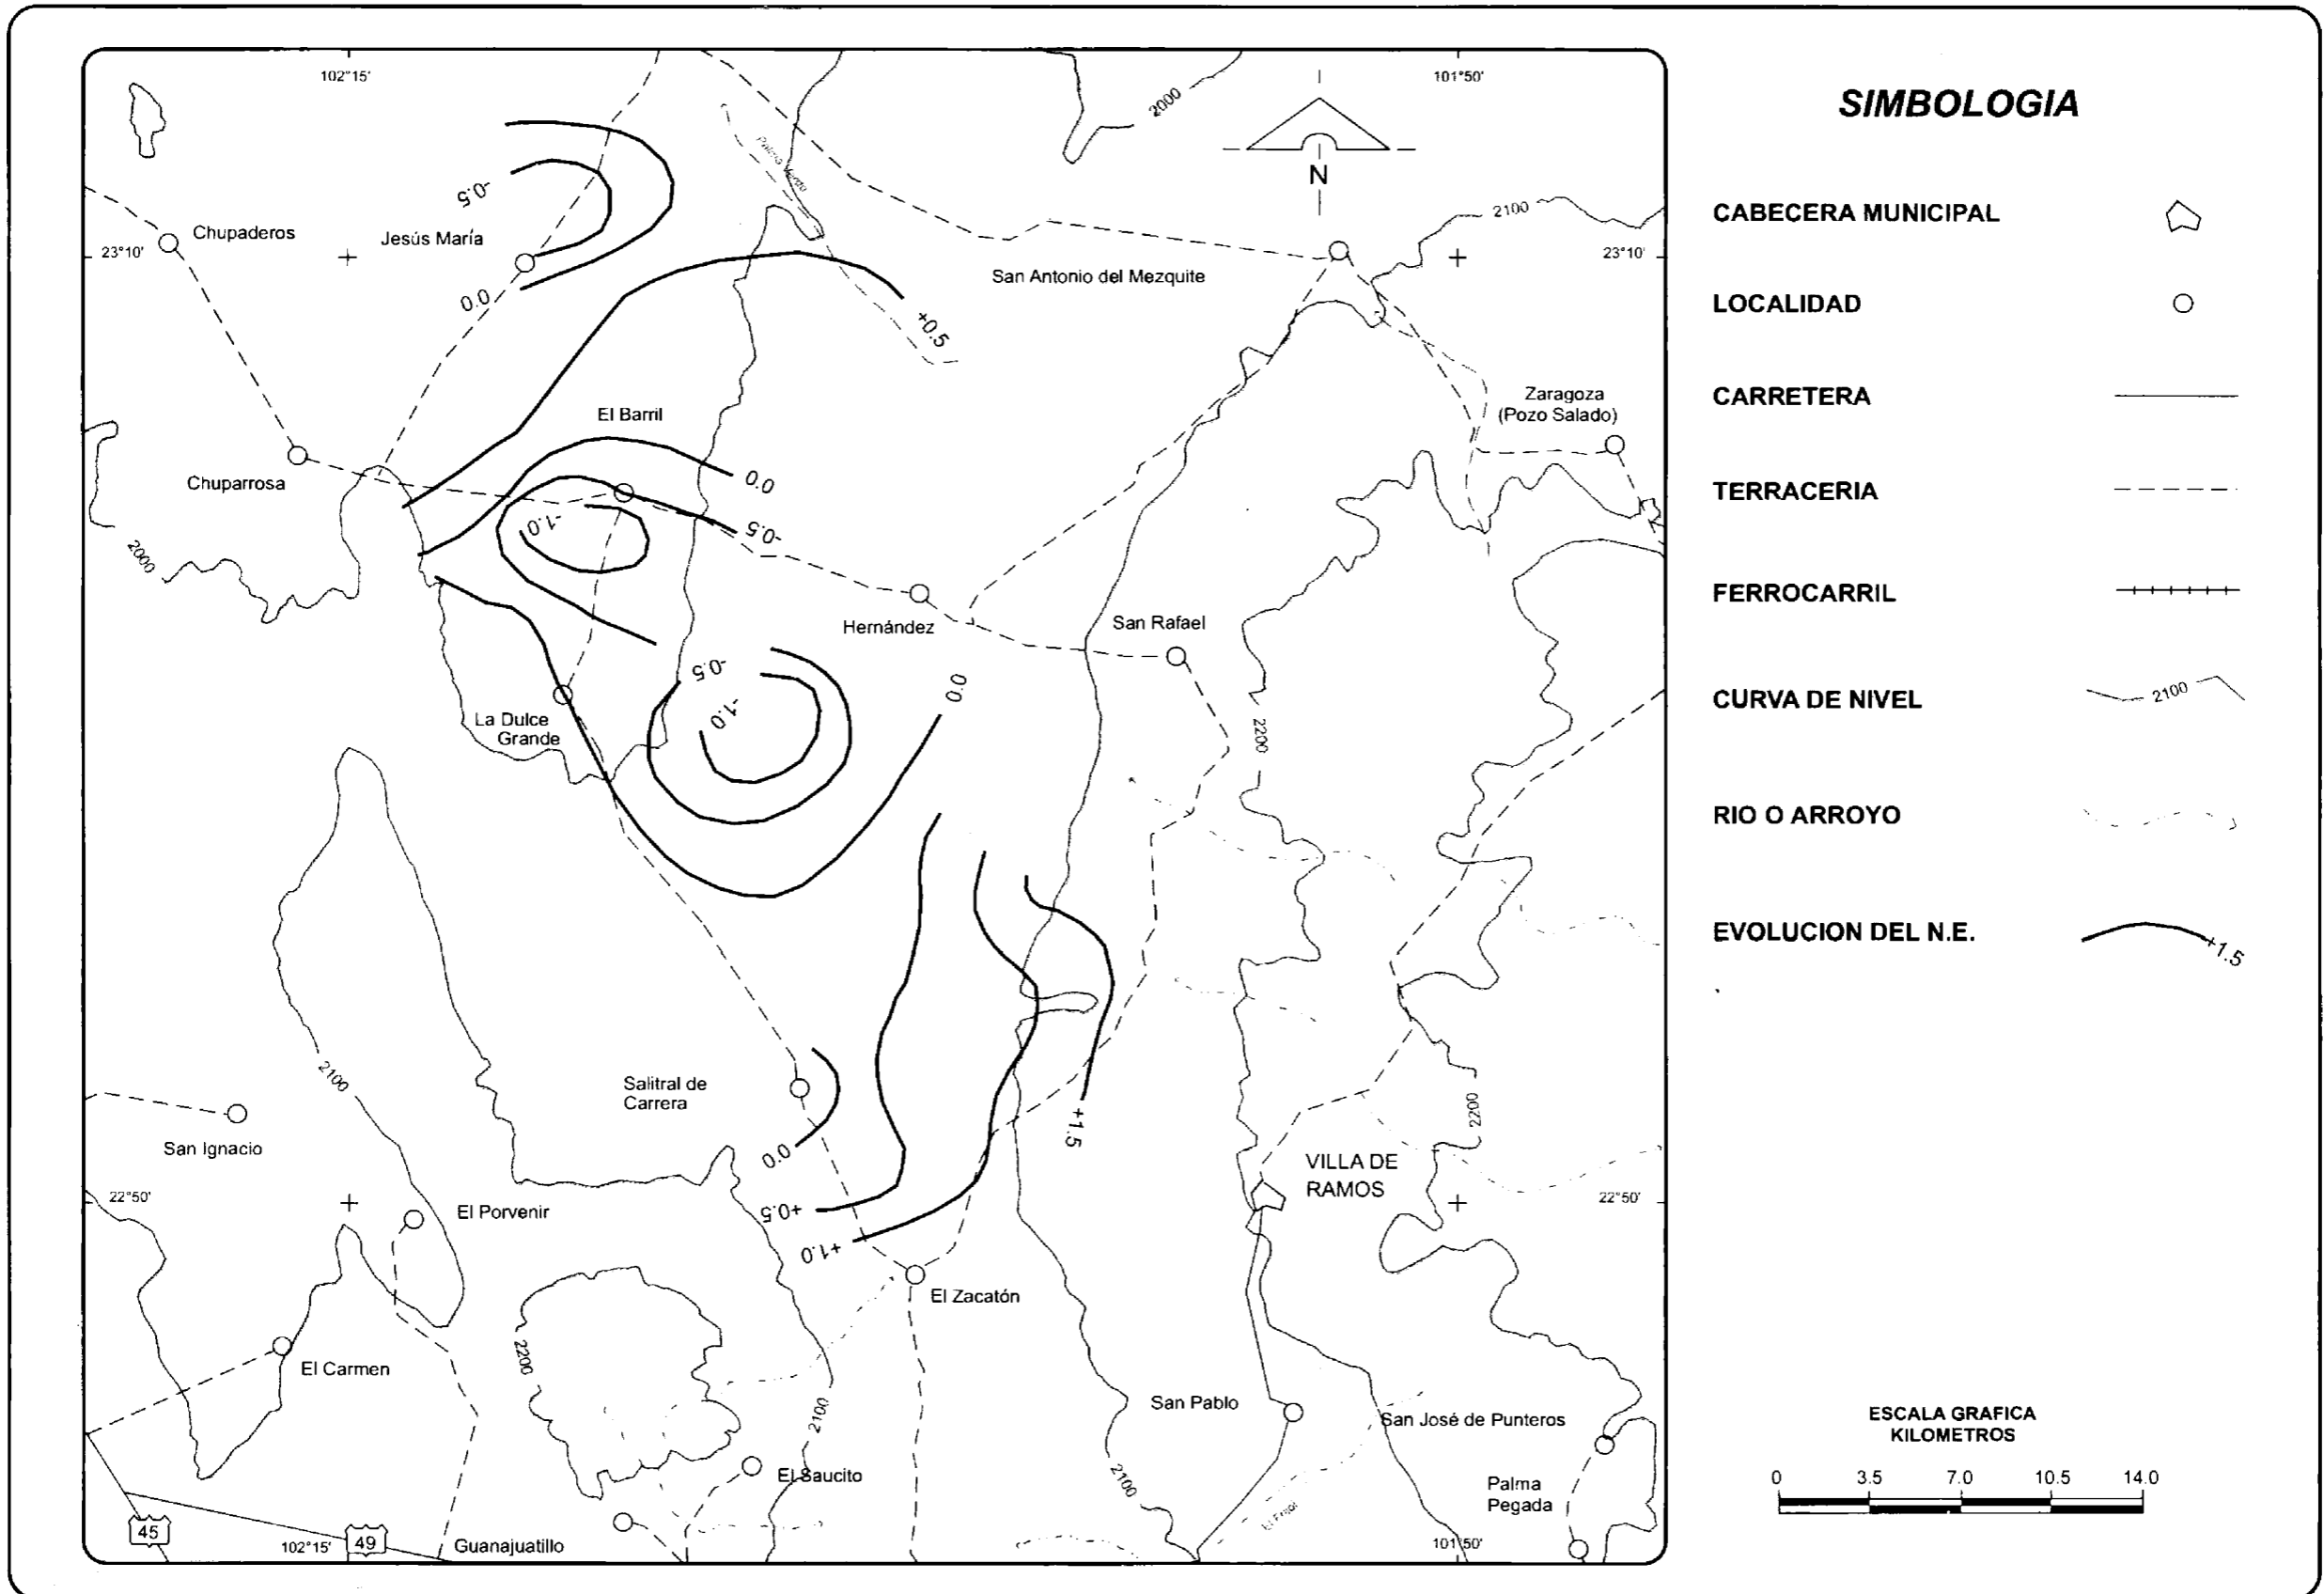 102°15'
101°50'
2000
Palma Verde
N
2100
-0.5
Chupaderos
Jesús María
23°10'
23°10'
San Antonio del Mezquite
0.0
+0.5
Zaragoza
(Pozo Salado)
El Barril
Chuparrosa
0.0
-1.0
-0.5
2000
Hernández
San Rafael
-0.5
0.0
-1.0
La Dulce
Grande
2200
2100
Salitral de
Carrera
2200
+1.5
San Ignacio
0.0
VILLA DE
RAMOS
22°50'
22°50'
El Porvenir
+0.5
+1.0
El Zacatón
2200
El Carmen
2100
San Pablo
San José de Punteros
El Saucito
2100
Palma
Pegada
45
49
102°15'
Guanajuatillo
101°50'
SIMBOLOGIA
CABECERA MUNICIPAL
LOCALIDAD
CARRETERA
TERRACERIA
FERROCARRIL
CURVA DE NIVEL
2100
RIO O ARROYO
EVOLUCION DEL N.E.
+1.5
ESCALA GRAFICA
KILOMETROS
0 3.5 7.0 10.5 14.0